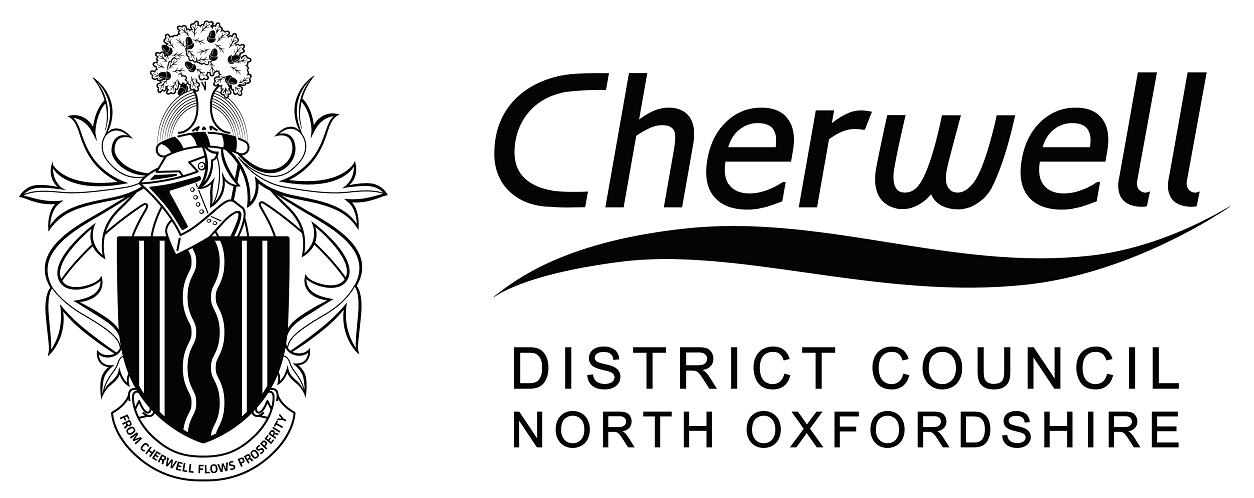 FROM CHERWELL FLOWS PROSPERITY
Cherwell
DISTRICT COUNCIL
NORTH OXFORDSHIRE